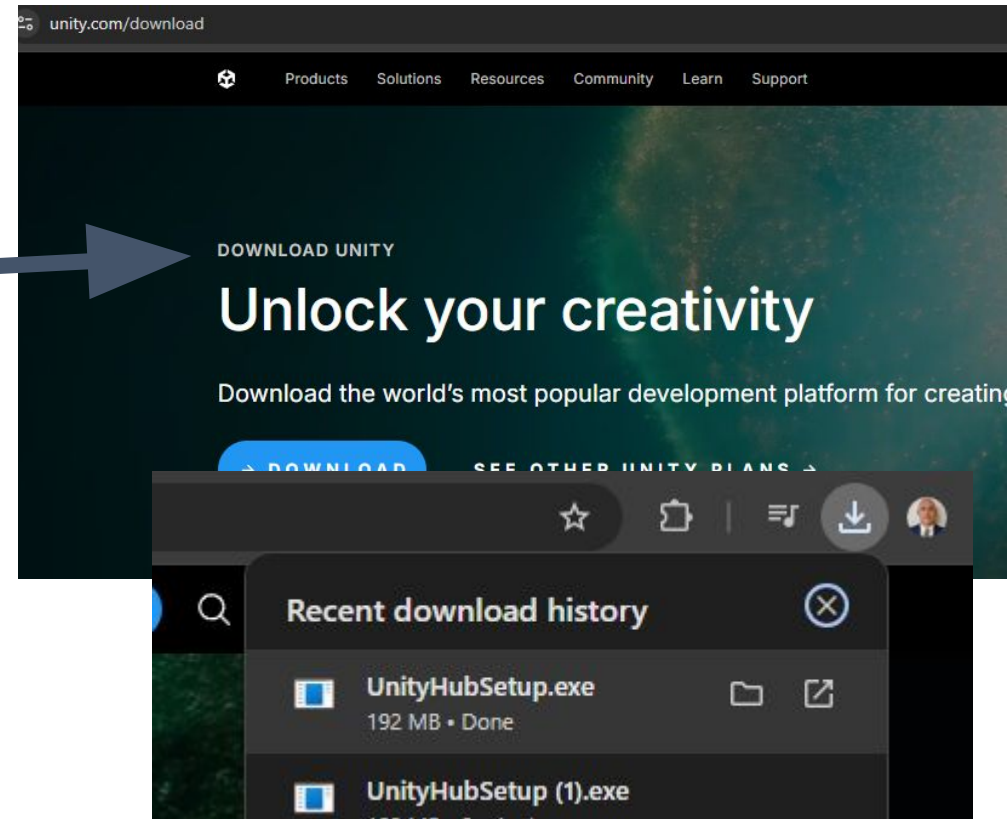 unity.com/download
Products Solutions Resources Community Learn Support
DOWNLOAD UNITY
Unlock your creativity
Download the world's most popular development platform for creating
→ DOWNLOAD SEE OTHER UNITY PLANS →
Recent download history
UnityHubSetup.exe
192 MB • Done
UnityHubSetup (1).exe